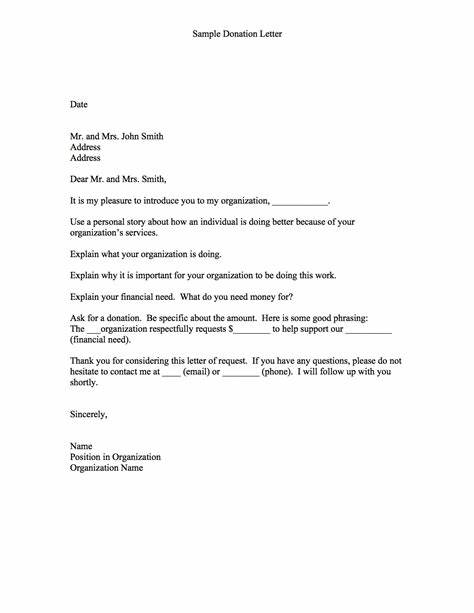 Sample Donation Letter
Date
Mr. and Mrs. John Smith
Address
Address
Dear Mr. and Mrs. Smith,
It is my pleasure to introduce you to my organization, ____________.
Use a personal story about how an individual is doing better because of your
organization’s services.
Explain what your organization is doing.
Explain why it is important for your organization to be doing this work.
Explain your financial need.  What do you need money for?
Ask for a donation.  Be specific about the amount.  Here is some good phrasing:
The ___organization respectfully requests $________ to help support our __________
(financial need).
Thank you for considering this letter of request.  If you have any questions, please do not
hesitate to contact me at ____ (email) or ________ (phone).  I will follow up with you
shortly.
Sincerely,
Name
Position in Organization
Organization Name